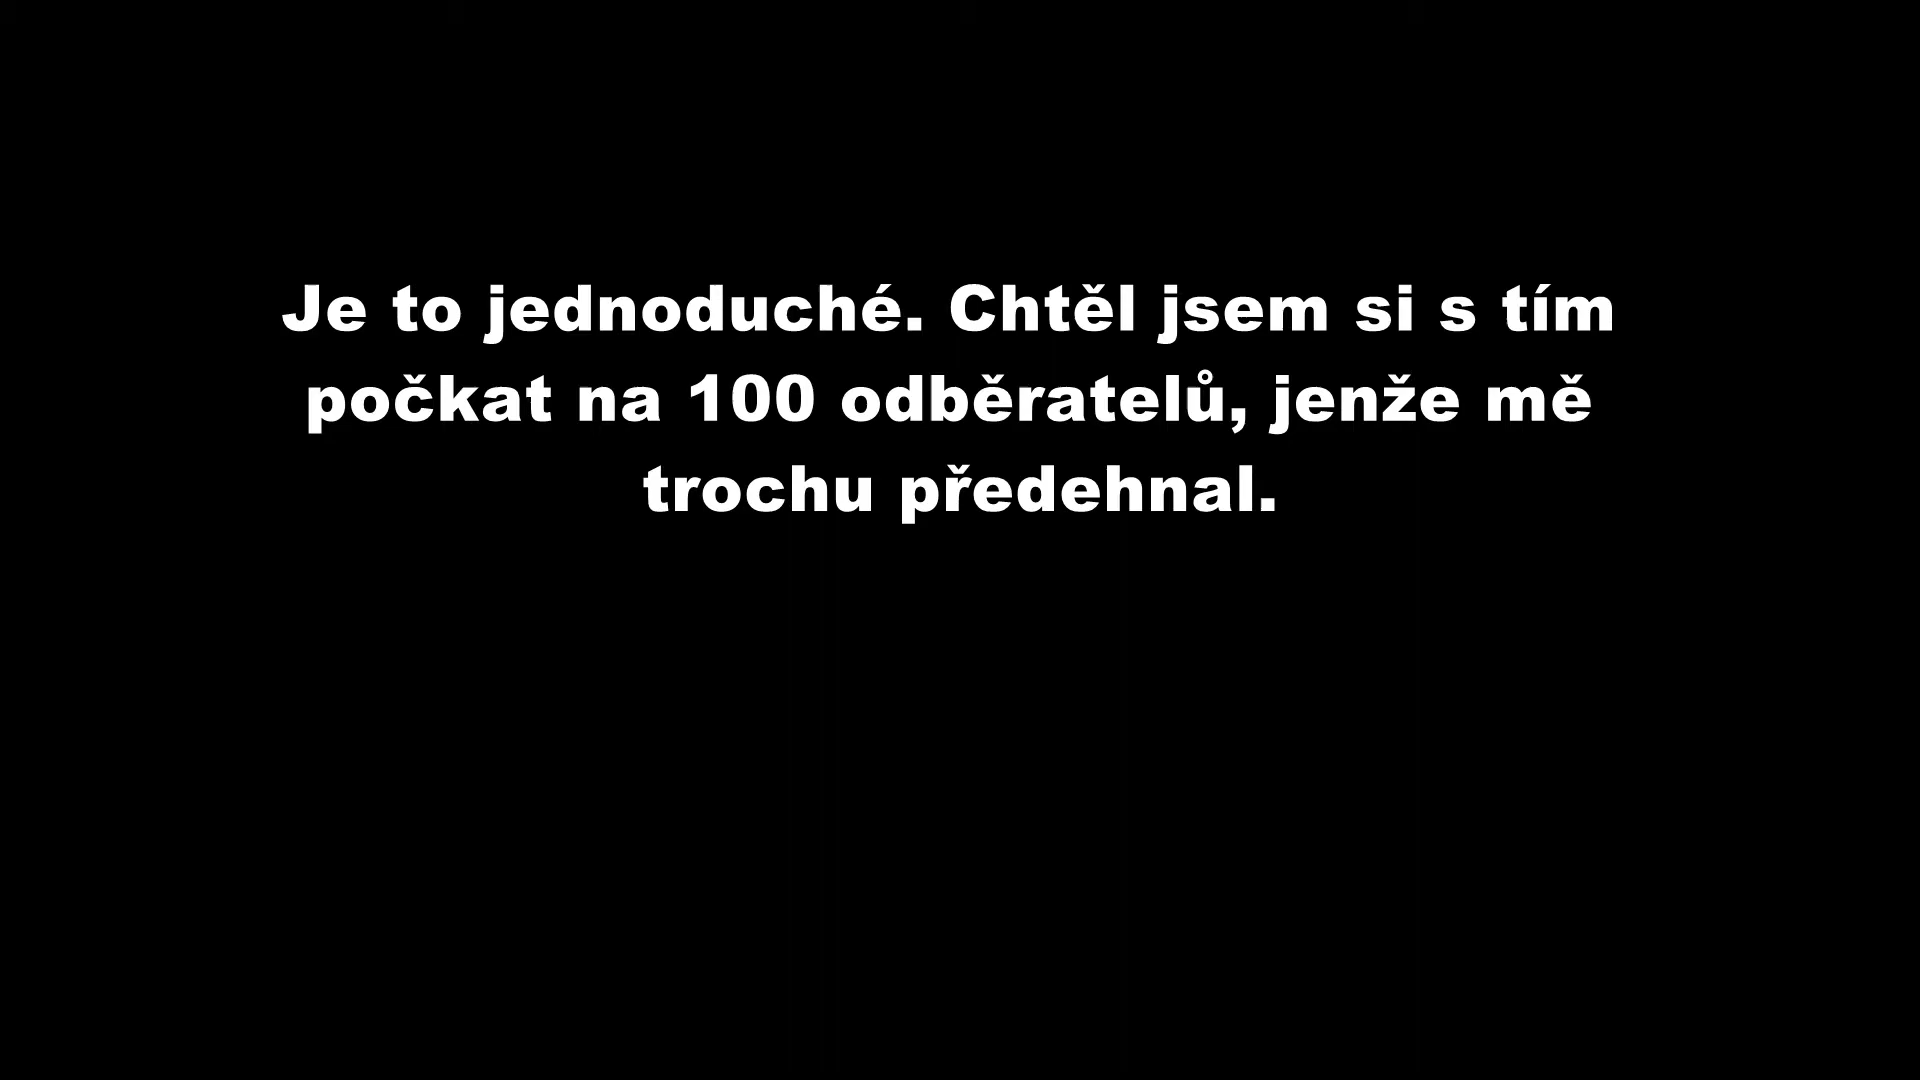 Je to jednoduché. Chtěl jsem si s tím
počkat na 100 odběratelů, jenže mě
trochu předehnal.